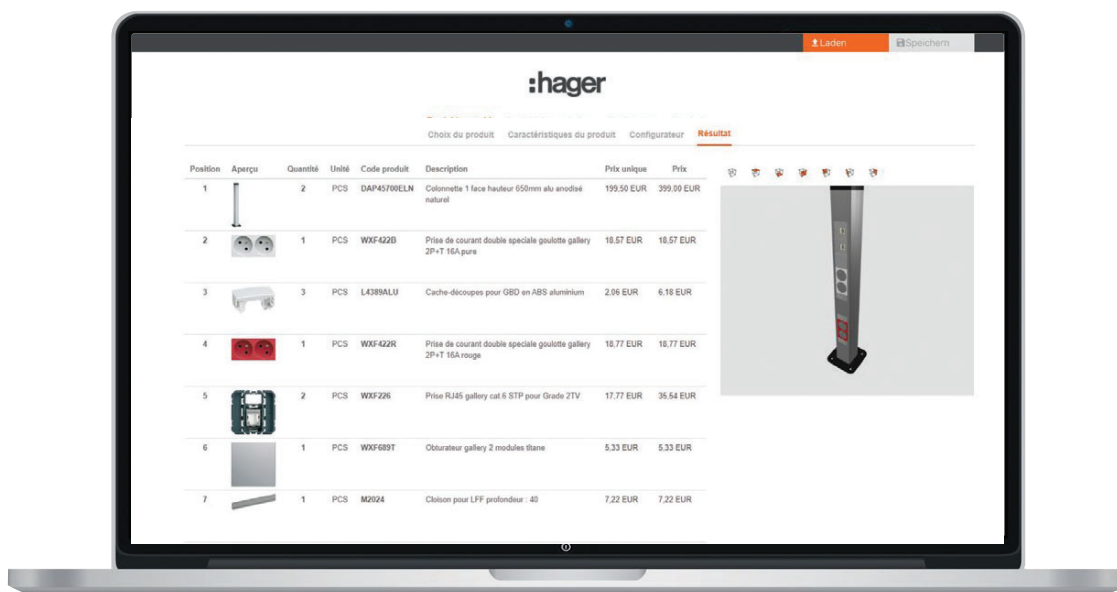 Laden
Speichern
:hager
Choix du produit Caractéristiques du produit Configurateur Résultat
Position Aperçu Quantité Unité Code produit Description Prix unique Prix
1 2 PCS DAP45700ELN Colonnette 1 face hauteur 650mm alu anodisé 199,50 EUR 399,00 EUR
naturel
2 1 PCS WXF422B Prise de courant double speciale goulotte gallery 18,57 EUR 18,57 EUR
2P+T 16A pure
3 3 PCS L4389ALU Cache-découpes pour GBD en ABS aluminium 2,06 EUR 6,18 EUR
4 1 PCS WXF422R Prise de courant double speciale goulotte gallery 18,77 EUR 18,77 EUR
2P+T 16A rouge
5 2 PCS WXF226 Prise RJ45 gallery cat.6 STP pour Grade 2TV 17,77 EUR 35,54 EUR
6 1 PCS WXF689T Obturateur gallery 2 modules titane 5,33 EUR 5,33 EUR
7 1 PCS M2024 Cloison pour LFF profondeur : 40 7,22 EUR 7,22 EUR